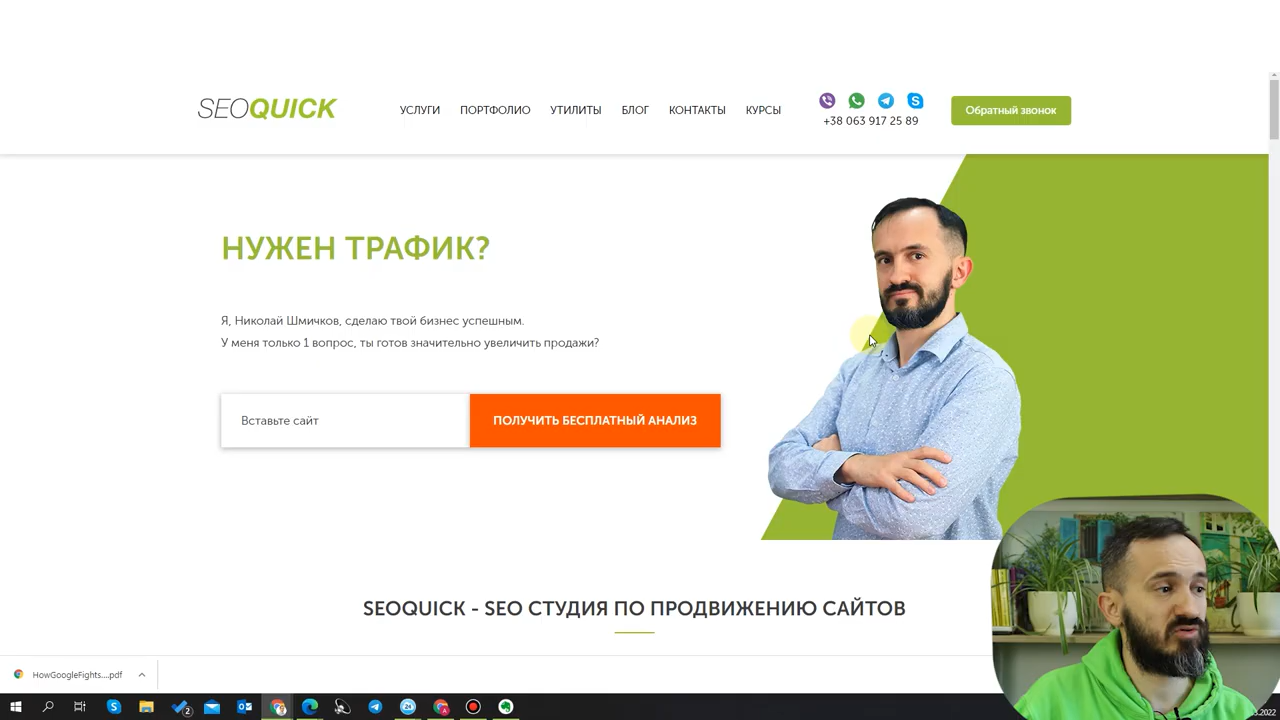 SEOQUICK
УСЛУГИ ПОРТФОЛИО УТИЛИТЫ БЛОГ КОНТАКТЫ КУРСЫ
+38 063 917 25 89
Обратный звонок
НУЖЕН ТРАФИК?
Я, Николай Шмичков, сделаю твой бизнес успешным.
У меня только 1 вопрос, ты готов значительно увеличить продажи?
Вставьте сайт
ПОЛУЧИТЬ БЕСПЛАТНЫЙ АНАЛИЗ
SEOQUICK - SEO СТУДИЯ ПО ПРОДВИЖЕНИЮ САЙТОВ
HowGoogleFights....pdf
2
24